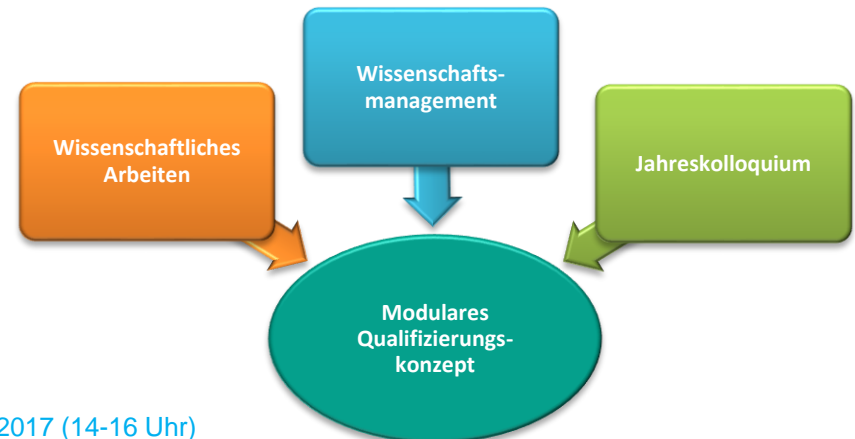 Wissenschafts-
management
Wissenschaftliches
Arbeiten
Jahreskolloquium
Modulares
Qualifizierungs-
konzept
2017 (14-16 Uhr)